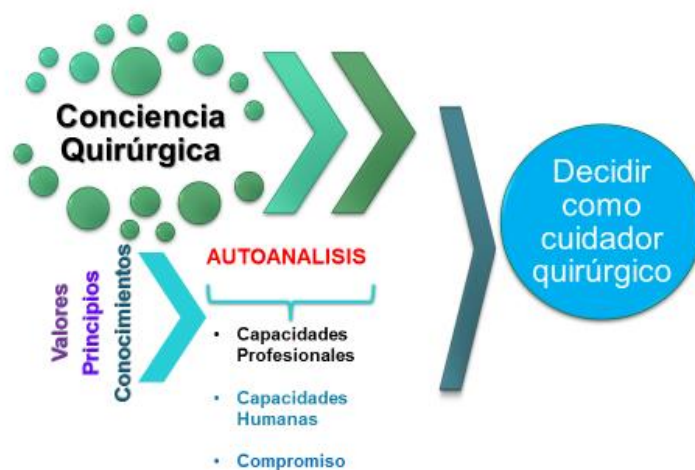 Conciencia
Quirúrgica
Decidir
como
cuidador
quirúrgico
Valores
Principios
Conocimientos
AUTOANALISIS
• Capacidades
Profesionales
• Capacidades
Humanas
• Compromiso